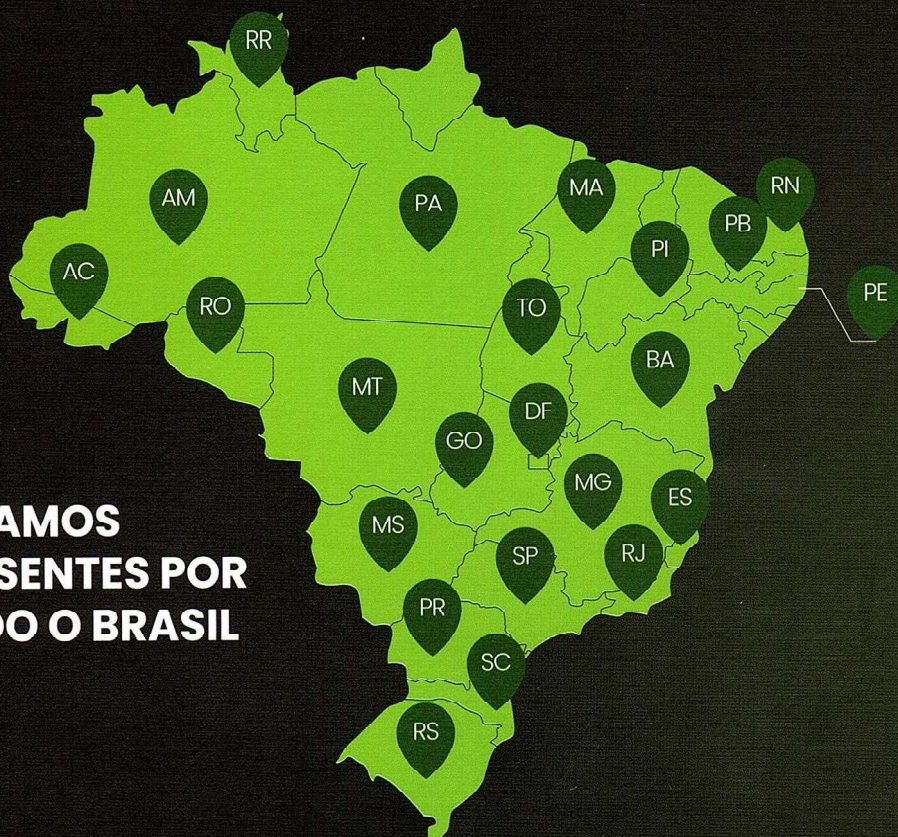 RR
AM
PA
MA
RN
PB
PI
AC
RO
TO
PE
BA
MT
DF
GO
MG
ES
MS
SP
RJ
PR
SC
RS
AMOS
SENTES POR
DO O BRASIL